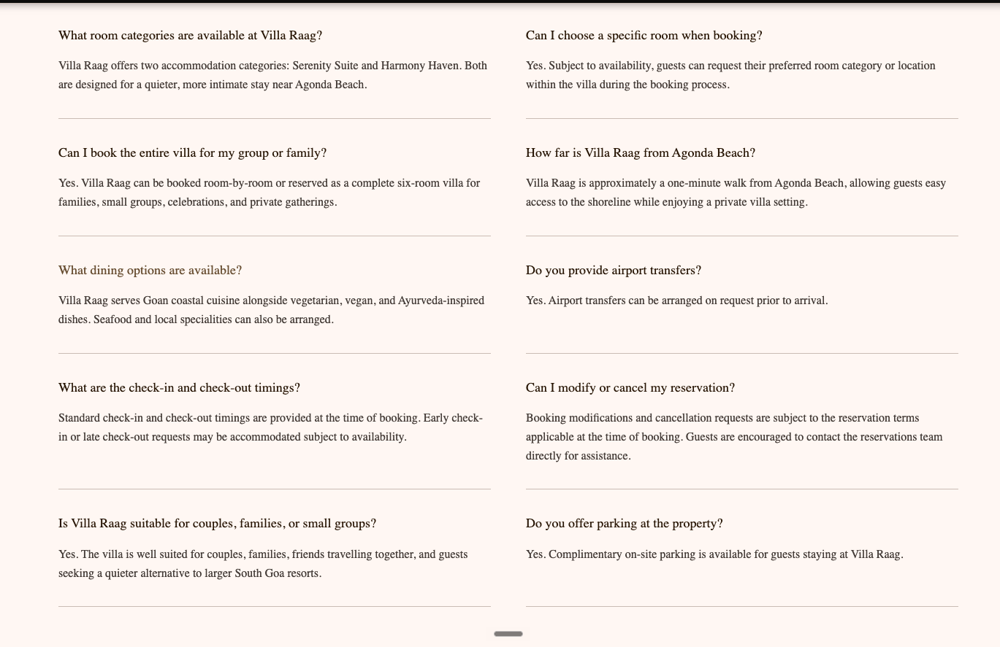 What room categories are available at Villa Raag?
Villa Raag offers two accommodation categories: Serenity Suite and Harmony Haven. Both
are designed for a quieter, more intimate stay near Agonda Beach.
Can I choose a specific room when booking?
Yes. Subject to availability, guests can request their preferred room category or location
within the villa during the booking process.
Can I book the entire villa for my group or family?
Yes. Villa Raag can be booked room-by-room or reserved as a complete six-room villa for
families, small groups, celebrations, and private gatherings.
How far is Villa Raag from Agonda Beach?
Villa Raag is approximately a one-minute walk from Agonda Beach, allowing guests easy
access to the shoreline while enjoying a private villa setting.
What dining options are available?
Villa Raag serves Goan coastal cuisine alongside vegetarian, vegan, and Ayurveda-inspired
dishes. Seafood and local specialities can also be arranged.
Do you provide airport transfers?
Yes. Airport transfers can be arranged on request prior to arrival.
What are the check-in and check-out timings?
Standard check-in and check-out timings are provided at the time of booking. Early check-
in or late check-out requests may be accommodated subject to availability.
Can I modify or cancel my reservation?
Booking modifications and cancellation requests are subject to the reservation terms
applicable at the time of booking. Guests are encouraged to contact the reservations team
directly for assistance.
Is Villa Raag suitable for couples, families, or small groups?
Yes. The villa is well suited for couples, families, friends travelling together, and guests
seeking a quieter alternative to larger South Goa resorts.
Do you offer parking at the property?
Yes. Complimentary on-site parking is available for guests staying at Villa Raag.